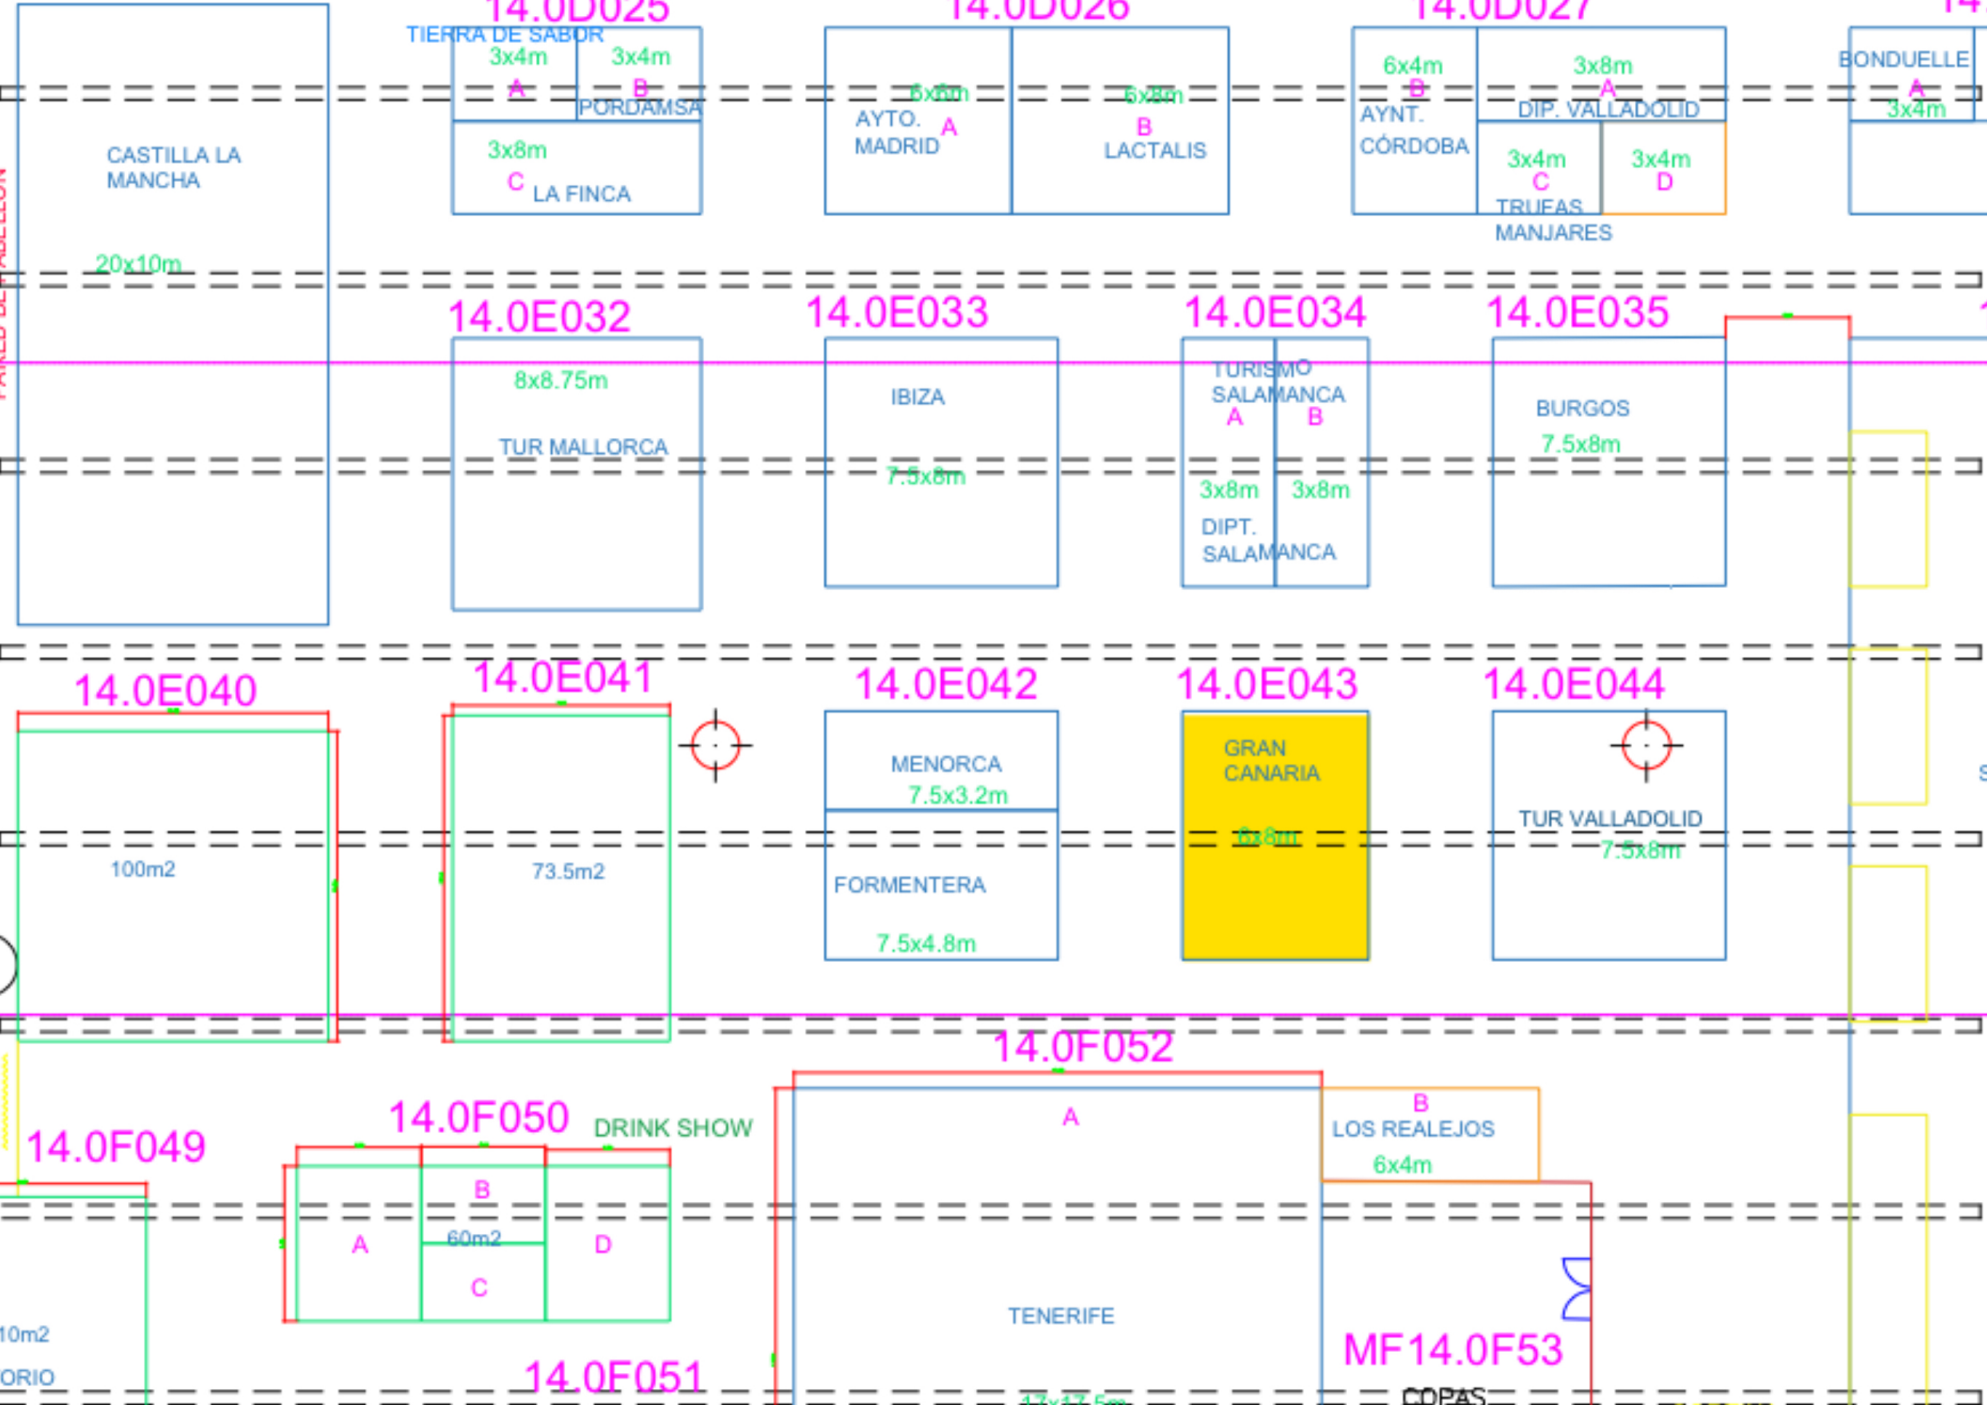 14.0D025
14.0D026
14.0D027
TIERRA DE SABOR
3x4m
A
3x4m
B
PORDAMSA
3x8m
C
LA FINCA
6x6m
AYTO.
MADRID
A
6x8m
B
LACTALIS
6x4m
B
AYNT.
CÓRDOBA
3x8m
A
DIP. VALLADOLID
3x4m
C
TRUFAS
MANJARES
3x4m
D
BONDUELLE
A
3x4m
CASTILLA LA
MANCHA
20x10m
14.0E032
14.0E033
14.0E034
14.0E035
8x8.75m
TUR MALLORCA
IBIZA
7.5x8m
TURISMO
SALAMANCA
A
B
3x8m
3x8m
DIPT.
SALAMANCA
BURGOS
7.5x8m
14.0E040
14.0E041
14.0E042
14.0E043
14.0E044
100m2
73.5m2
MENORCA
7.5x3.2m
FORMENTERA
7.5x4.8m
GRAN
CANARIA
6x8m
TUR VALLADOLID
7.5x8m
14.0F049
14.0F050
DRINK SHOW
14.0F052
A
B
60m2
C
D
A
B
LOS REALEJOS
6x4m
TENERIFE
14.0F051
MF14.0F53
COPAS
17x17.5m